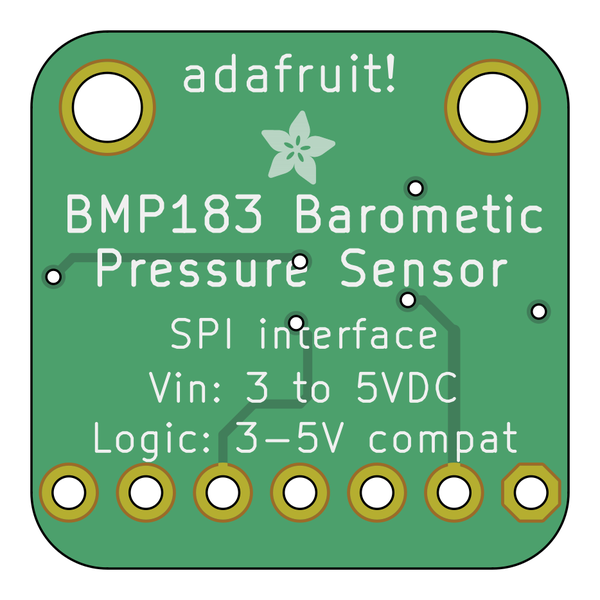 adafruit!
BMP183 Barometic
Pressure Sensor
SPI interface
Vin: 3 to 5VDC
Logic: 3-5V compat